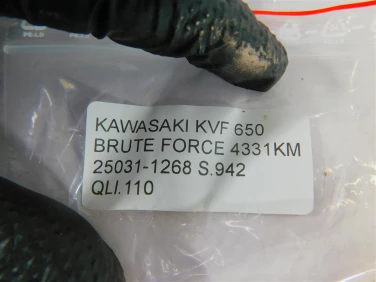 KAWASAKI KVF 650
BRUTE FORCE 4331KM
25031-1268 S.942
QLI.110